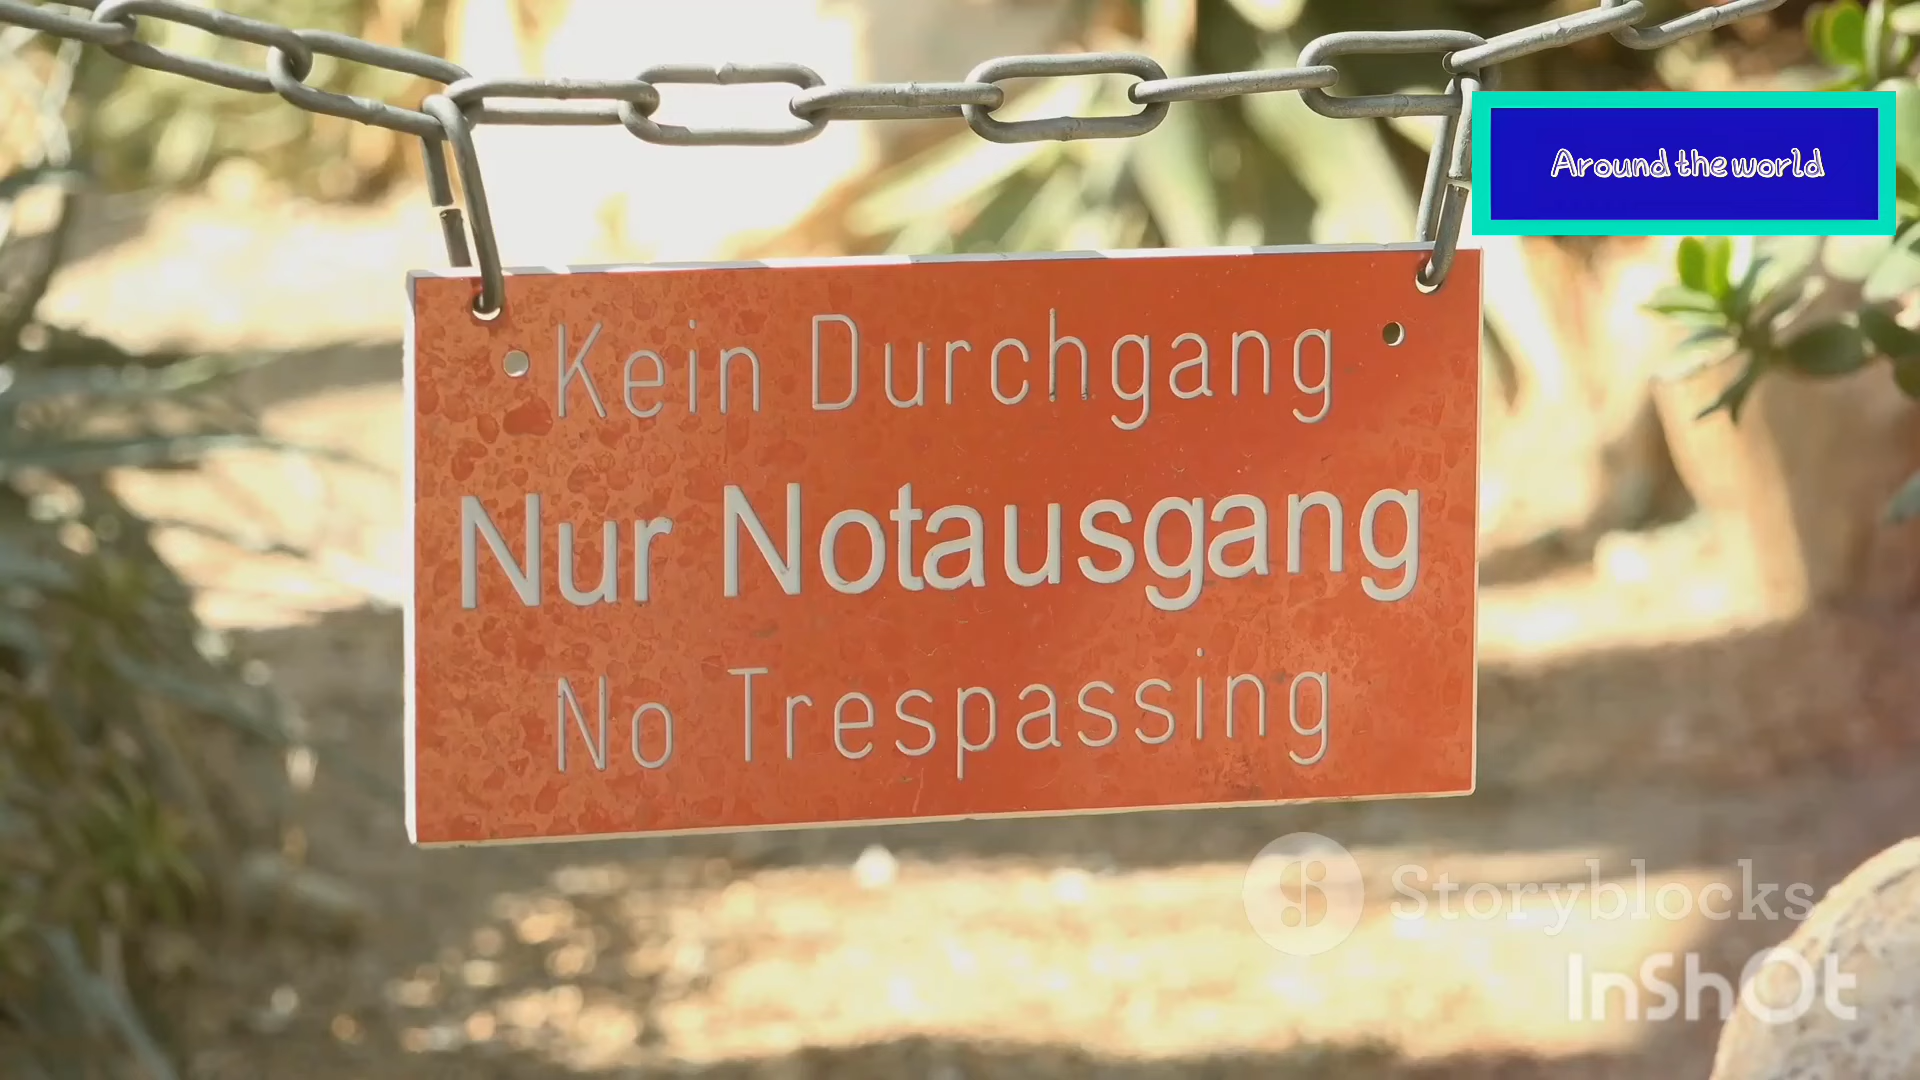 Around the world
Kein Durchgang
Nur Notausgang
No Trespassing
Storyblocks
InShOt